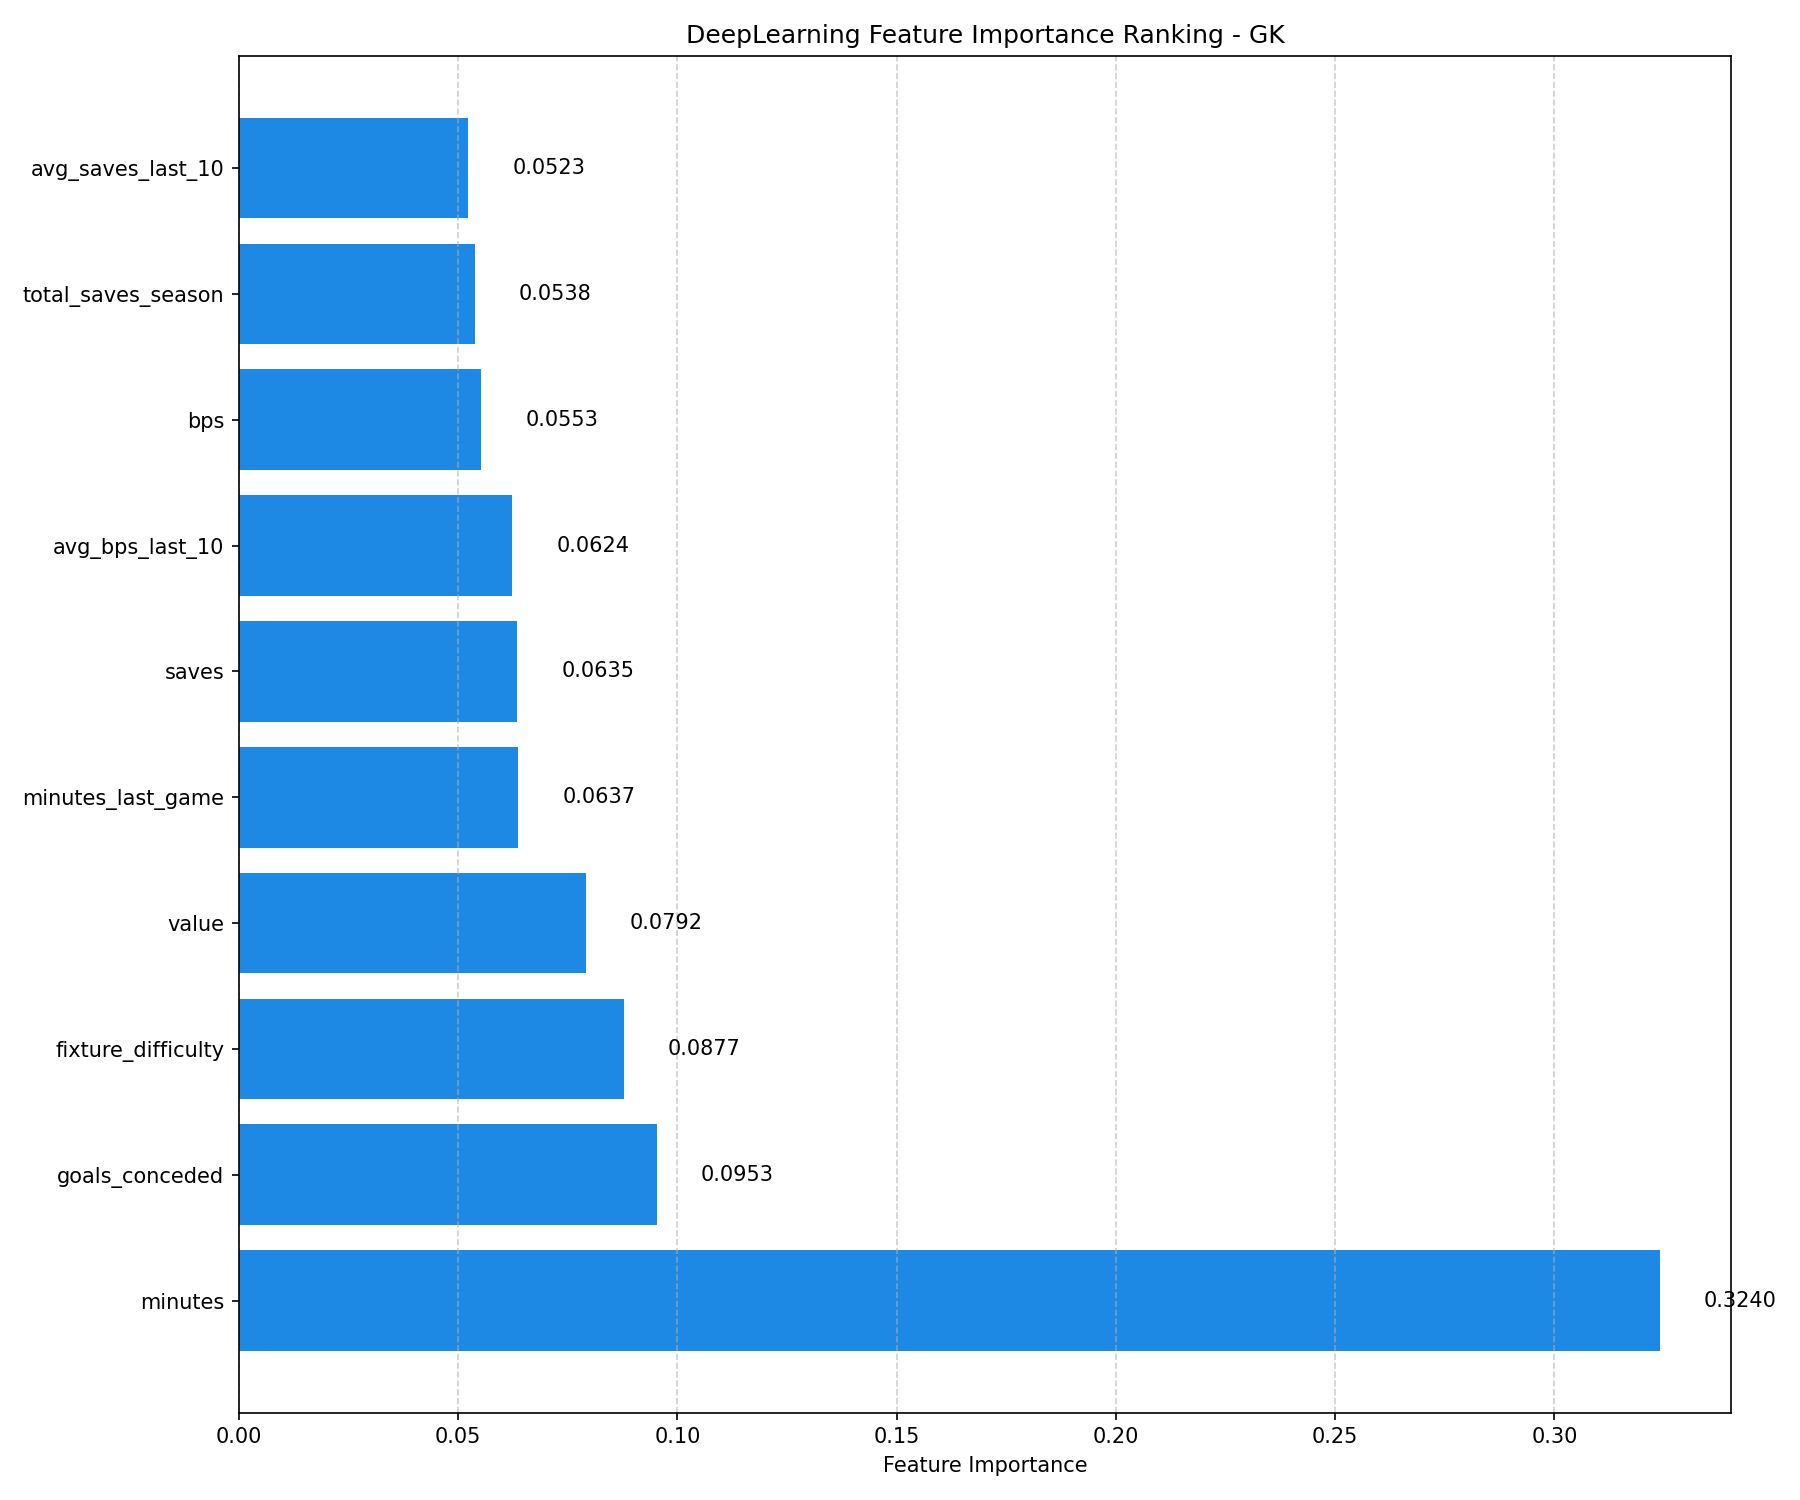 DeepLearning Feature Importance Ranking - GK
avg_saves_last_10 0.0523
total_saves_season 0.0538
bps 0.0553
avg_bps_last_10 0.0624
saves 0.0635
minutes_last_game 0.0637
value 0.0792
fixture_difficulty 0.0877
goals_conceded 0.0953
minutes 0.3240
0.00 0.05 0.10 0.15 0.20 0.25 0.30
Feature Importance